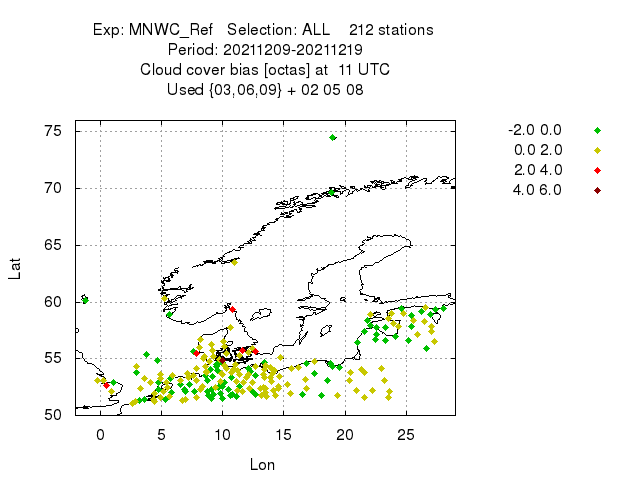 Exp: MNWC_Ref   Selection: ALL    212 stations
Period: 20211209-20211219
Cloud cover bias [octas] at  11 UTC
Used {03,06,09} + 02 05 08
-2.0 0.0
0.0 2.0
2.0 4.0
4.0 6.0
75
70
65
60
55
50
Lat
0 5 10 15 20 25
Lon